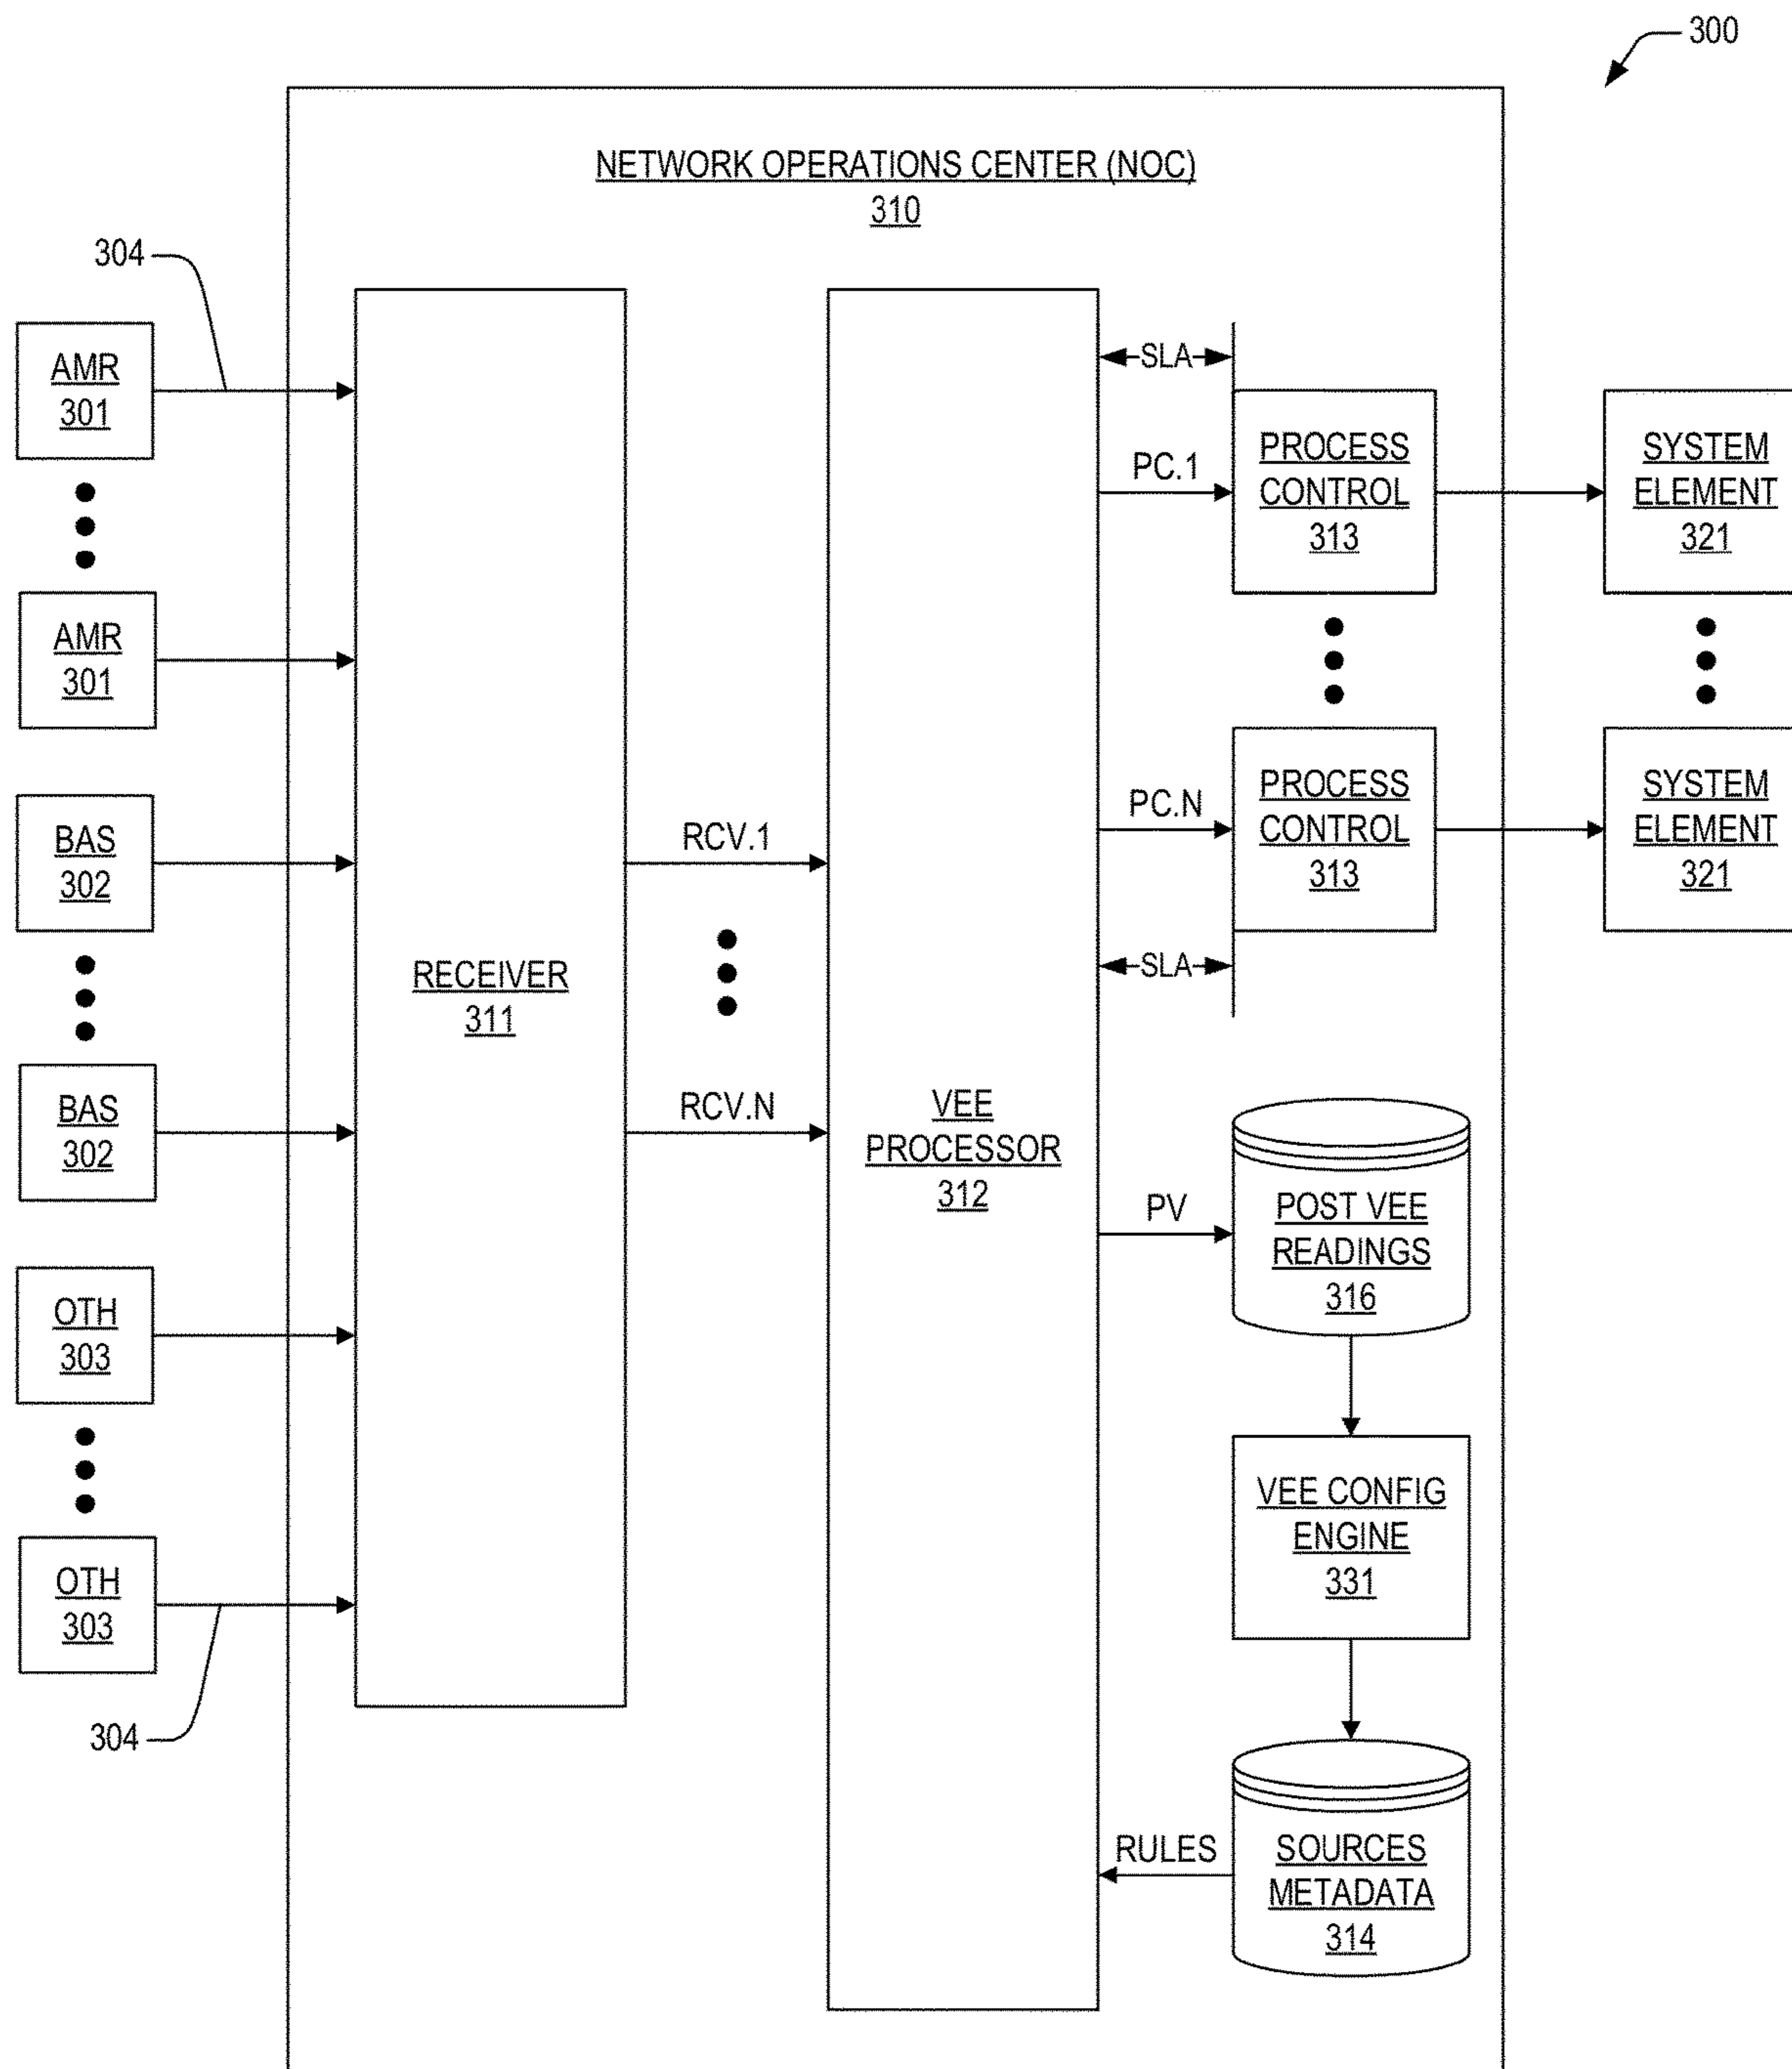 300
NETWORK OPERATIONS CENTER (NOC)
310
304
AMR
301
AMR
301
BAS
302
BAS
302
OTH
303
OTH
303
304
RECEIVER
311
RCV.1
RCV.N
VEE
PROCESSOR
312
SLA
PC.1
PROCESS
CONTROL
313
SYSTEM
ELEMENT
321
PC.N
PROCESS
CONTROL
313
SYSTEM
ELEMENT
321
SLA
PV
POST VEE
READINGS
316
VEE CONFIG
ENGINE
331
RULES
SOURCES
METADATA
314